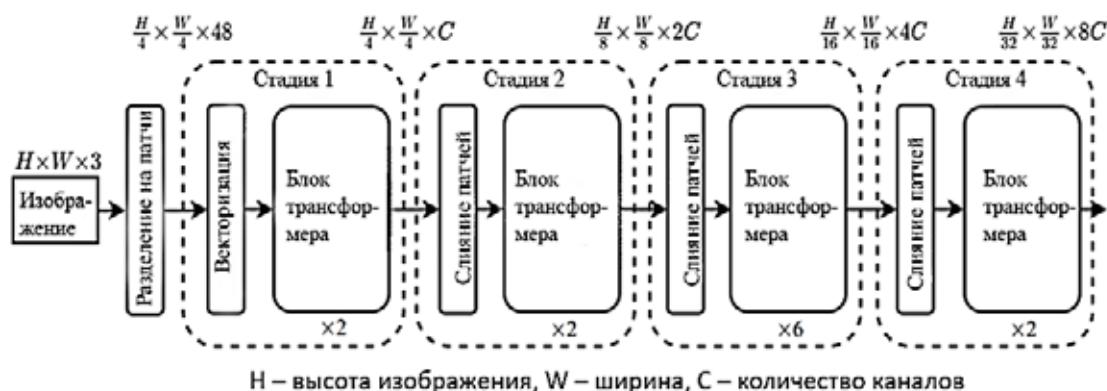 H/4 × W/4 × 48
H/4 × W/4 × C
H/8 × W/8 × 2C
H/16 × W/16 × 4C
H/32 × W/32 × 8C
Стадия 1
Стадия 2
Стадия 3
Стадия 4
H×W×3
Изобра-
жение
Разделение на патчи
Векторизация
Блок
трансфор-
мера
×2
Слияние патчей
Блок
трансфор-
мера
×2
Слияние патчей
Блок
трансфор-
мера
×6
Слияние патчей
Блок
трансфор-
мера
×2
H – высота изображения, W – ширина, C – количество каналов